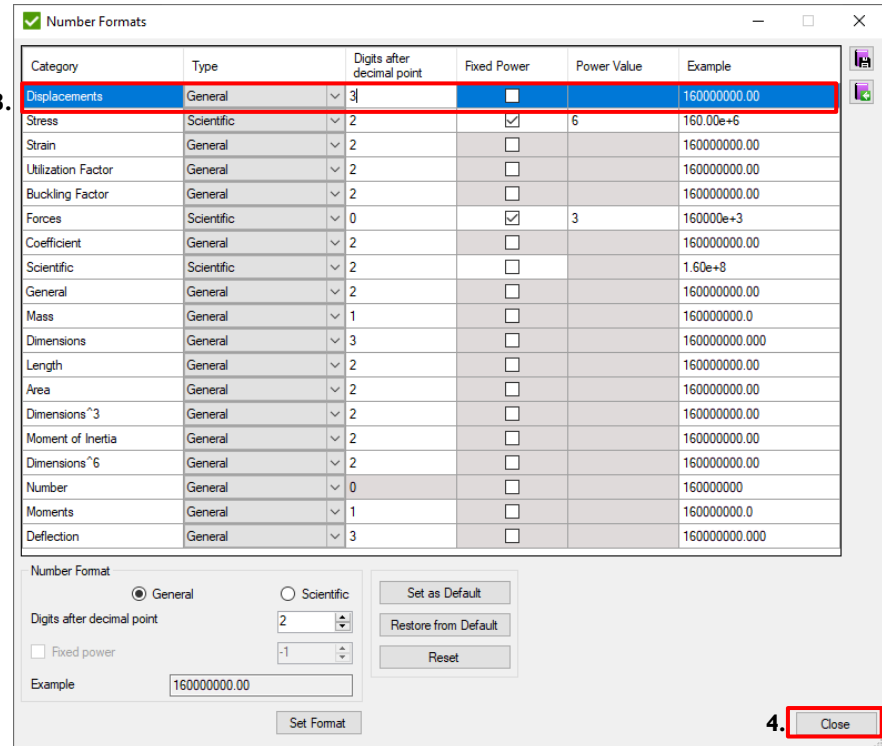 Number Formats
Category Type Digits after decimal point Fixed Power Power Value Example
3.
Displacements General 3 160000000.00
Stress Scientific 2 6 160.00e+6
Strain General 2 160000000.00
Utilization Factor General 2 160000000.00
Buckling Factor General 2 160000000.00
Forces Scientific 0 3 160000e+3
Coefficient General 2 160000000.00
Scientific Scientific 2 1.60e+8
General General 2 160000000.00
Mass General 1 160000000.0
Dimensions General 3 160000000.000
Length General 2 160000000.00
Area General 2 160000000.00
Dimensions^3 General 2 160000000.00
Moment of Inertia General 2 160000000.00
Dimensions^6 General 2 160000000.00
Number General 0 160000000
Moments General 1 160000000.0
Deflection General 3 160000000.000
Number Format
General Scientific Set as Default
Digits after decimal point 2 Restore from Default
Fixed power -1 Reset
Example 160000000.00
Set Format 4. Close